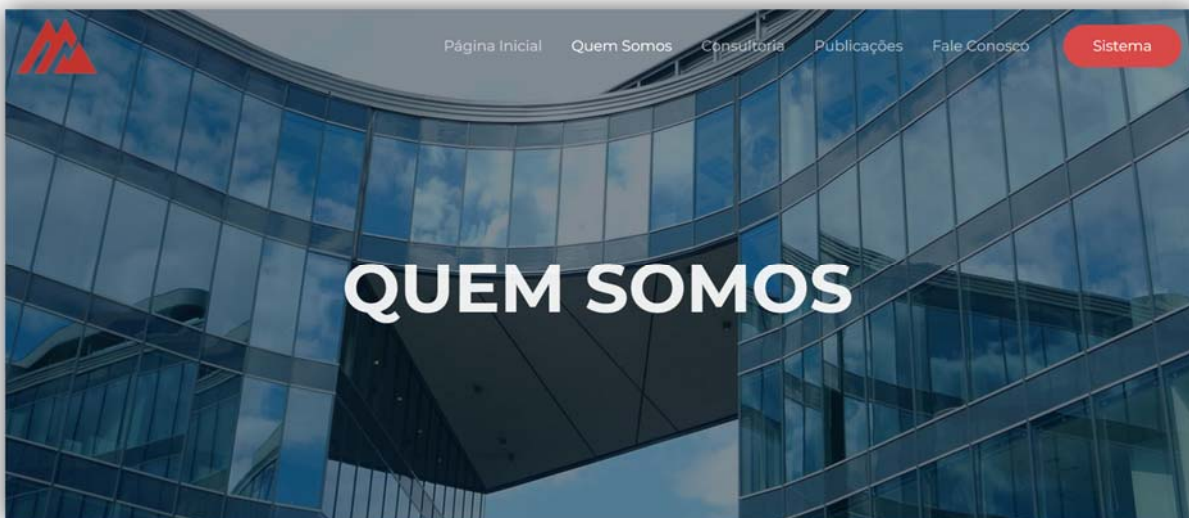 Página Inicial Quem Somos Consultoria Publicações Fale Conosco Sistema
QUEM SOMOS